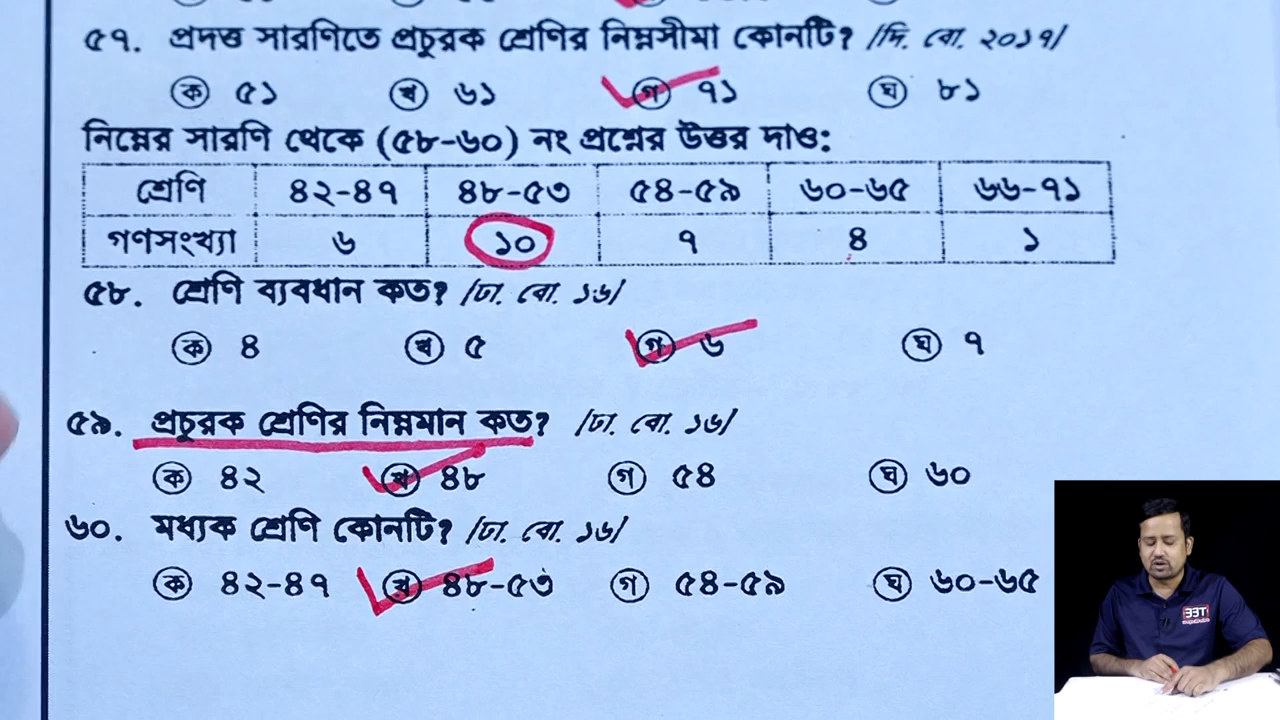 ৫৭. প্রদত্ত সারণিতে প্রচুরক শ্রেণির নিম্নসীমা কোনটি? /দি. বো. ২০১৭/
ক ৫১ খ ৬১ গ ৭১ ঘ ৮১
নিম্নের সারণি থেকে (৫৮-৬০) নং প্রশ্নের উত্তর দাও:
শ্রেণি ৪২-৪৭ ৪৮-৫৩ ৫৪-৫৯ ৬০-৬৫ ৬৬-৭১
গণসংখ্যা ৬ ১০ ৭ ৪ ১
৫৮. শ্রেণি ব্যবধান কত? /ঢা. বো. ১৬/
ক ৪ খ ৫ গ ৬ ঘ ৭
৫৯. প্রচুরক শ্রেণির নিম্নমান কত? /ঢা. বো. ১৬/
ক ৪২ খ ৪৮ গ ৫৪ ঘ ৬০
৬০. মধ্যক শ্রেণি কোনটি? /ঢা. বো. ১৬/
ক ৪২-৪৭ খ ৪৮-৫৩ গ ৫৪-৫৯ ঘ ৬০-৬৫